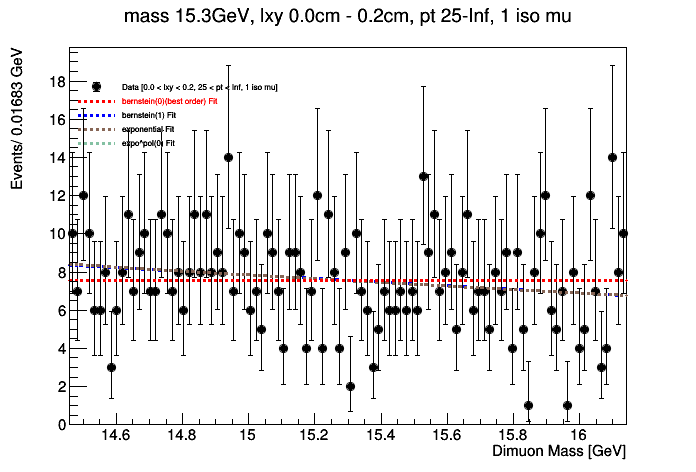 mass 15.3GeV, lxy 0.0cm - 0.2cm, pt 25-Inf, 1 iso mu
Events/ 0.01683 GeV
18
16
14
12
10
8
6
4
2
0
Data [0.0 < lxy < 0.2, 25 < pt < Inf, 1 iso mu]
bernstein(0)(best order) Fit
bernstein(1) Fit
exponential Fit
expo*pol(0) Fit
14.6 14.8 15 15.2 15.4 15.6 15.8 16
Dimuon Mass [GeV]